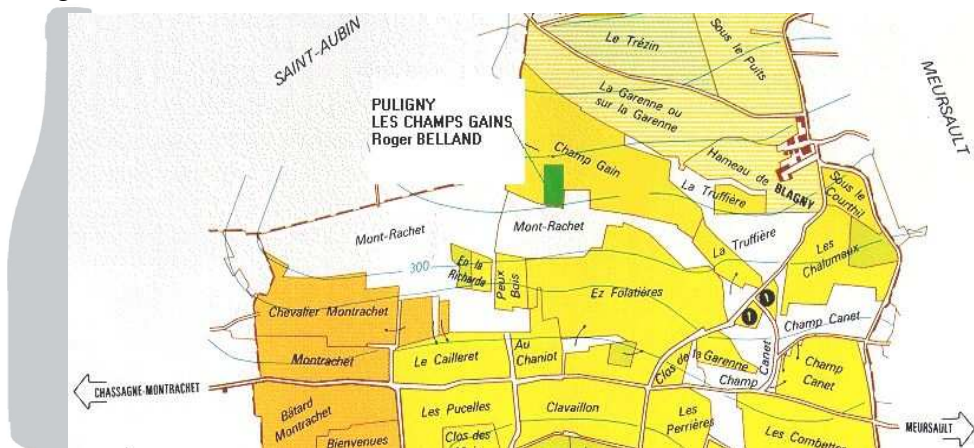 SAINT-AUBIN
Le Trézin
Sous le Puits
MEURSAULT
PULIGNY
LES CHAMPS GAINS
Roger BELLAND
La Garenne ou
sur la Garenne
Champ Gain
Hameau de BLAGNY
La Truffière
Sous le
Courthil
Mont-Rachet
Mont-Rachet
La Truffière
Les
Chalumaux
300
En la
Richarde
Peux
Bois
Ez Folatières
Chevalier Montrachet
1
1
Champ Canet
Montrachet
Le Cailleret
Au
Chaniot
Clos de la Garenne
Champ Canet
Champ
Canet
CHASSAGNE-MONTRACHET
Bâtard
Montrachet
Les Pucelles
Clavaillon
Les
Perrières
MEURSAULT
Bienvenues
Clos des
Les Combettes